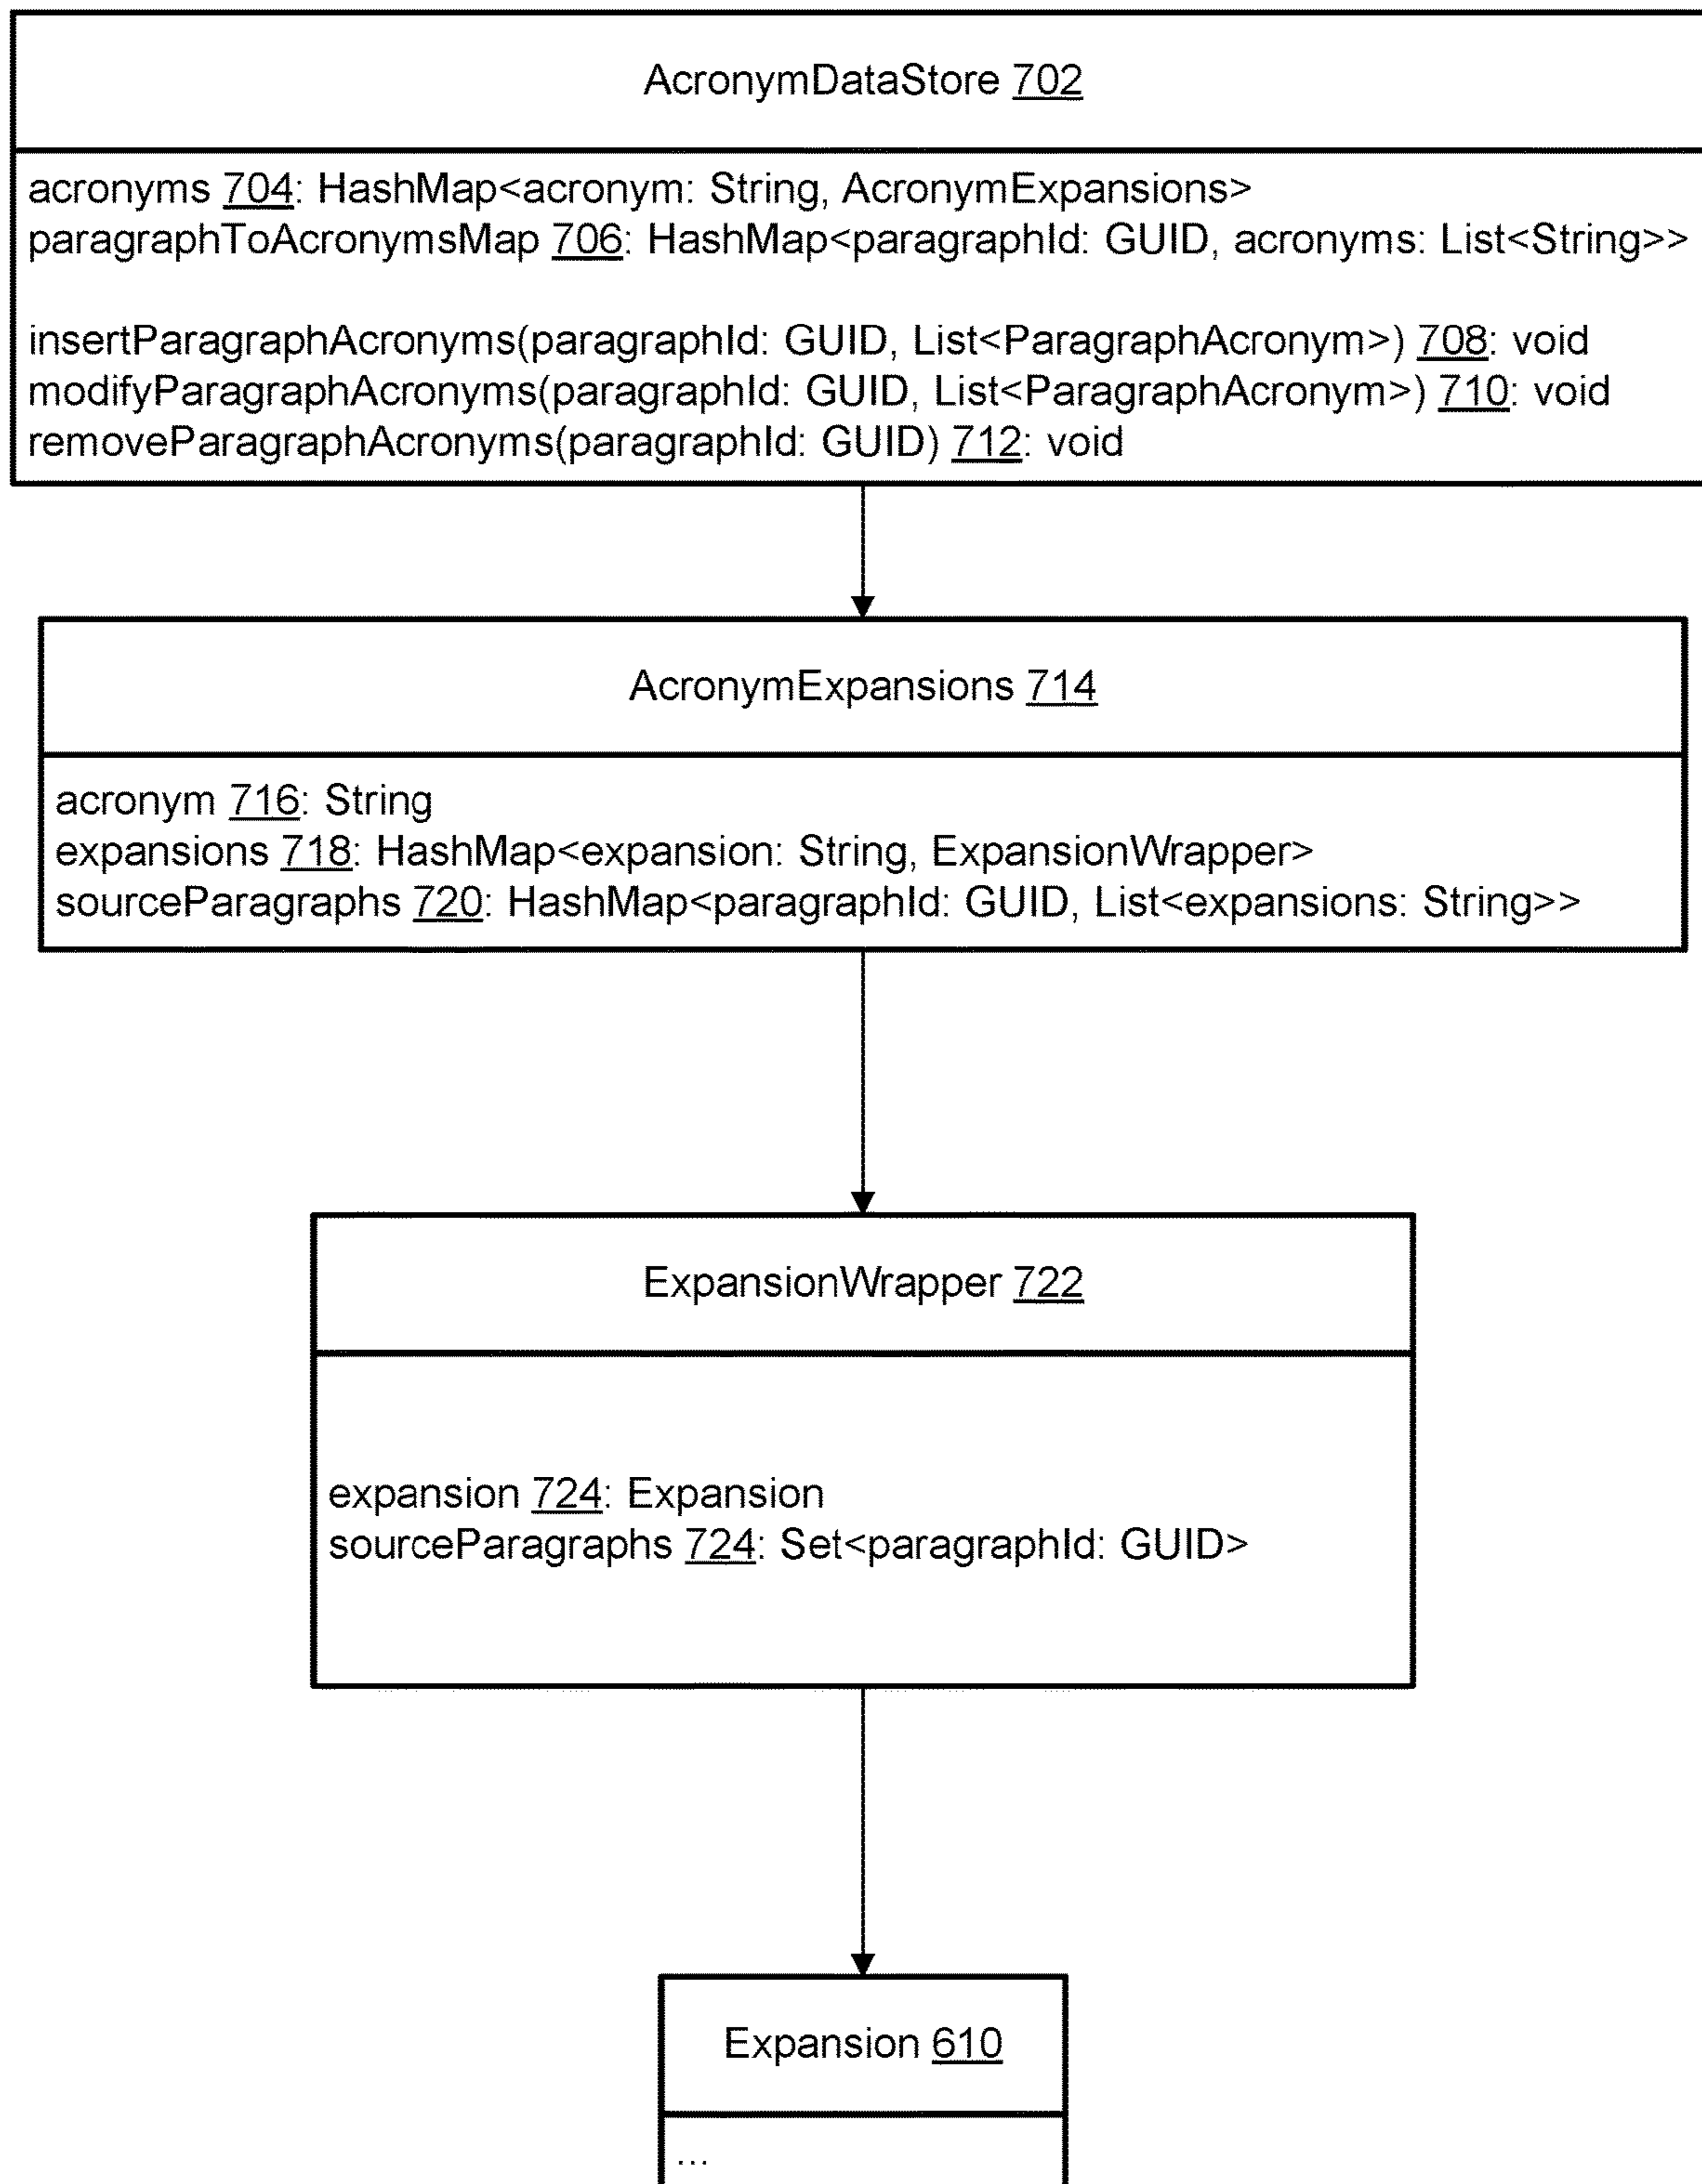 AcronymDataStore 702
acronyms 704: HashMap<acronym: String, AcronymExpansions>
paragraphToAcronymsMap 706: HashMap<paragraphId: GUID, acronyms: List<String>>
insertParagraphAcronyms(paragraphId: GUID, List<ParagraphAcronym>) 708: void
modifyParagraphAcronyms(paragraphId: GUID, List<ParagraphAcronym>) 710: void
removeParagraphAcronyms(paragraphId: GUID) 712: void
AcronymExpansions 714
acronym 716: String
expansions 718: HashMap<expansion: String, ExpansionWrapper>
sourceParagraphs 720: HashMap<paragraphId: GUID, List<expansions: String>>
ExpansionWrapper 722
expansion 724: Expansion
sourceParagraphs 724: Set<paragraphId: GUID>
Expansion 610
...